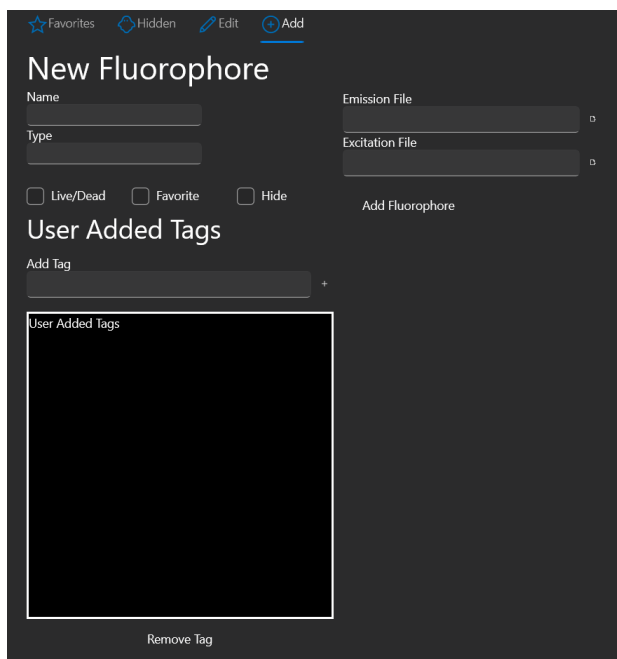 Favorites Hidden Edit Add
New Fluorophore
Name
Type
Emission File
Excitation File
Live/Dead Favorite Hide
Add Fluorophore
User Added Tags
Add Tag
+
User Added Tags
Remove Tag